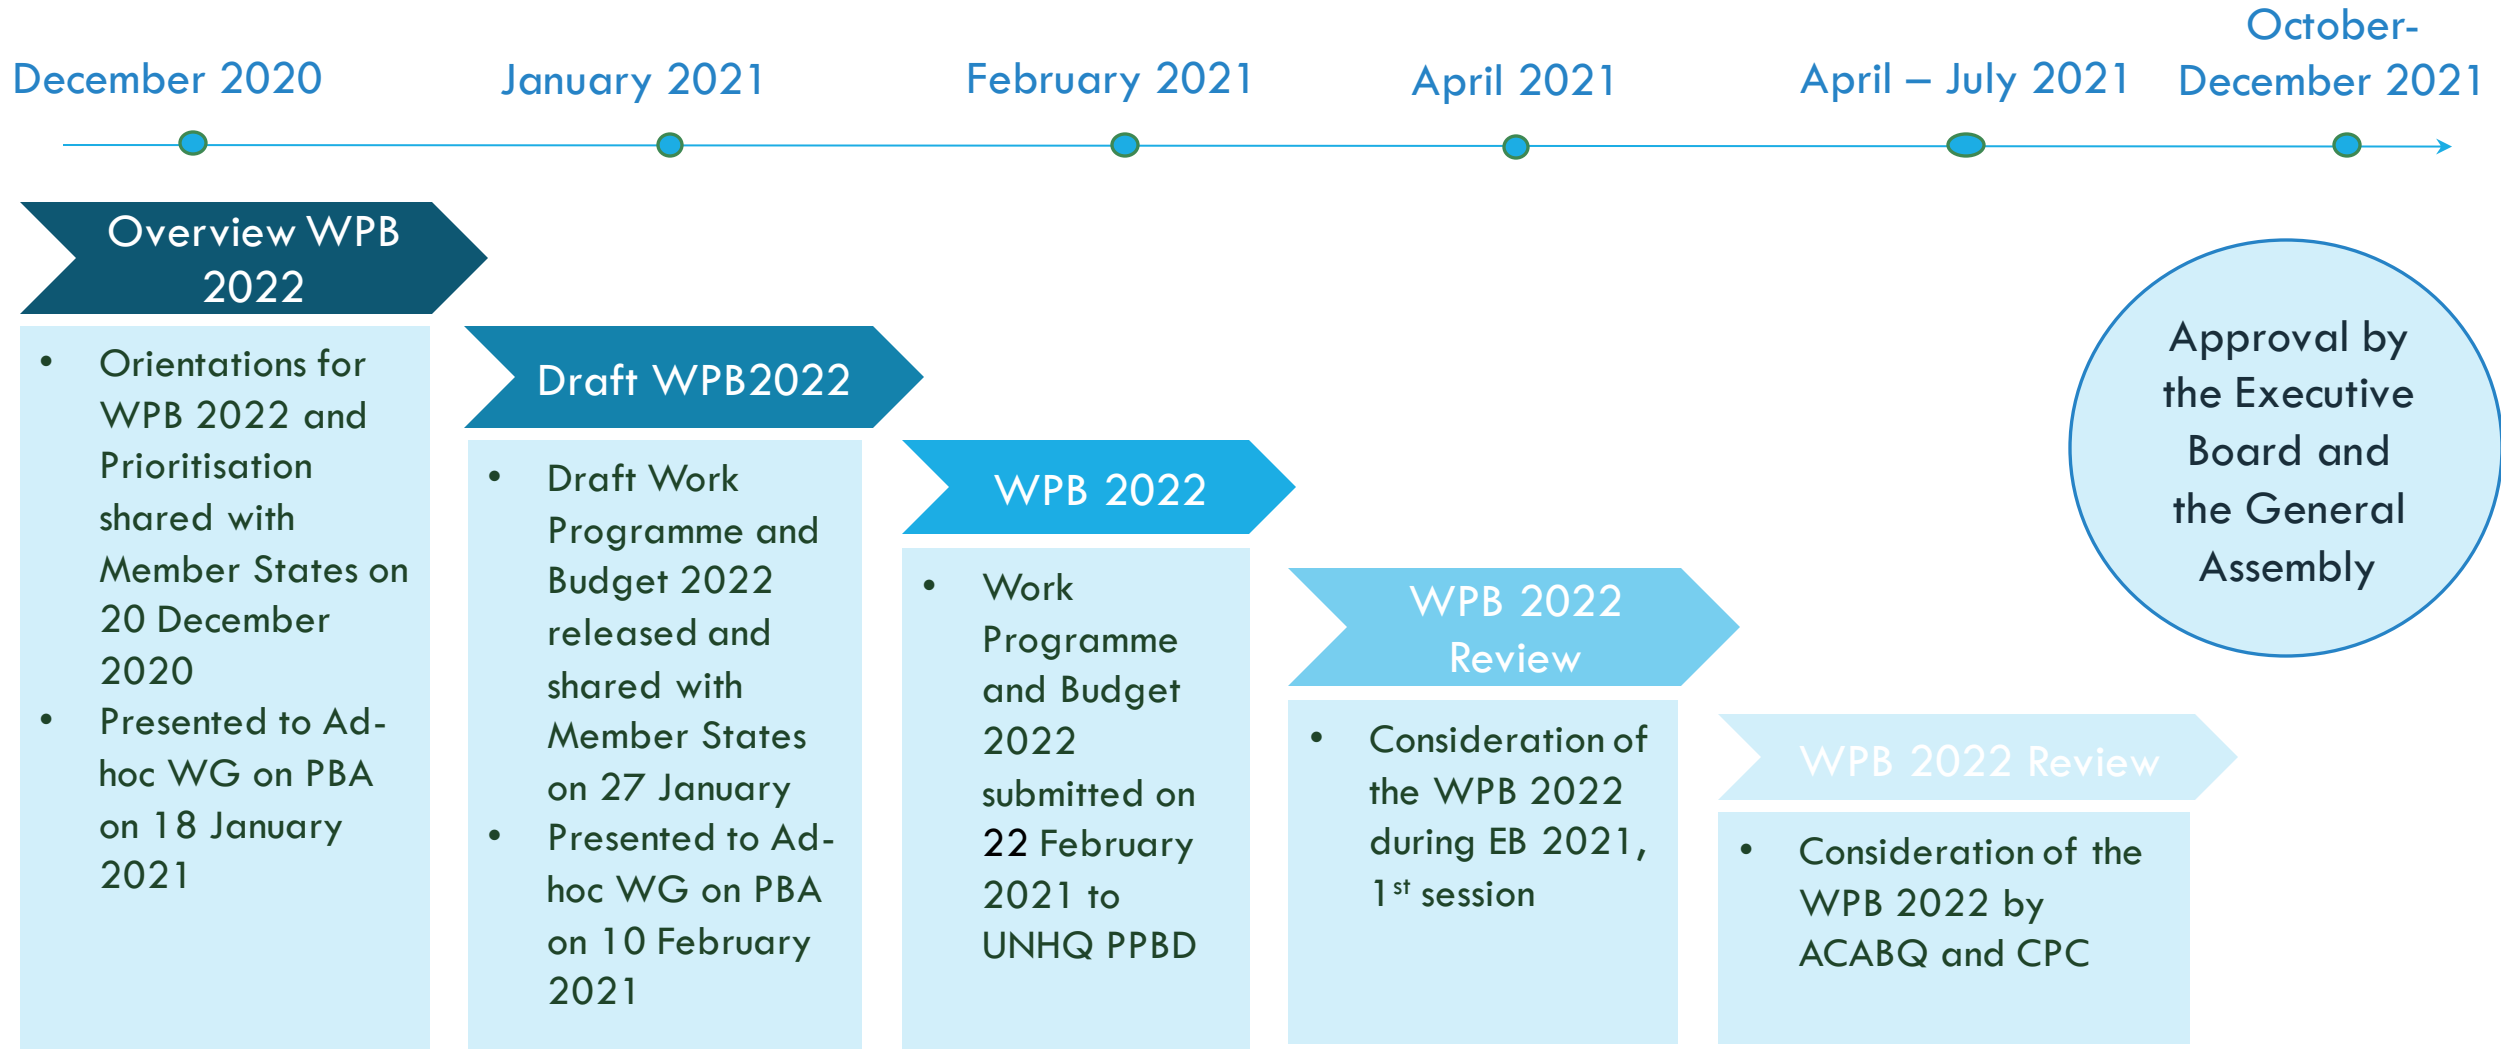 December 2020
January 2021
February 2021
April 2021
April – July 2021
October-
December 2021
Overview WPB
2022
• Orientations for
WPB 2022 and
Prioritisation
shared with
Member States on
20 December
2020
• Presented to Ad-
hoc WG on PBA
on 18 January
2021
Draft WPB2022
• Draft Work
Programme and
Budget 2022
released and
shared with
Member States
on 27 January
• Presented to Ad-
hoc WG on PBA
on 10 February
2021
WPB 2022
• Work
Programme
and Budget
2022
submitted on
22 February
2021 to
UNHQ PPBD
WPB 2022
Review
• Consideration of
the WPB 2022
during EB 2021,
1st session
WPB 2022 Review
• Consideration of the
WPB 2022 by
ACABQ and CPC
Approval by
the Executive
Board and
the General
Assembly